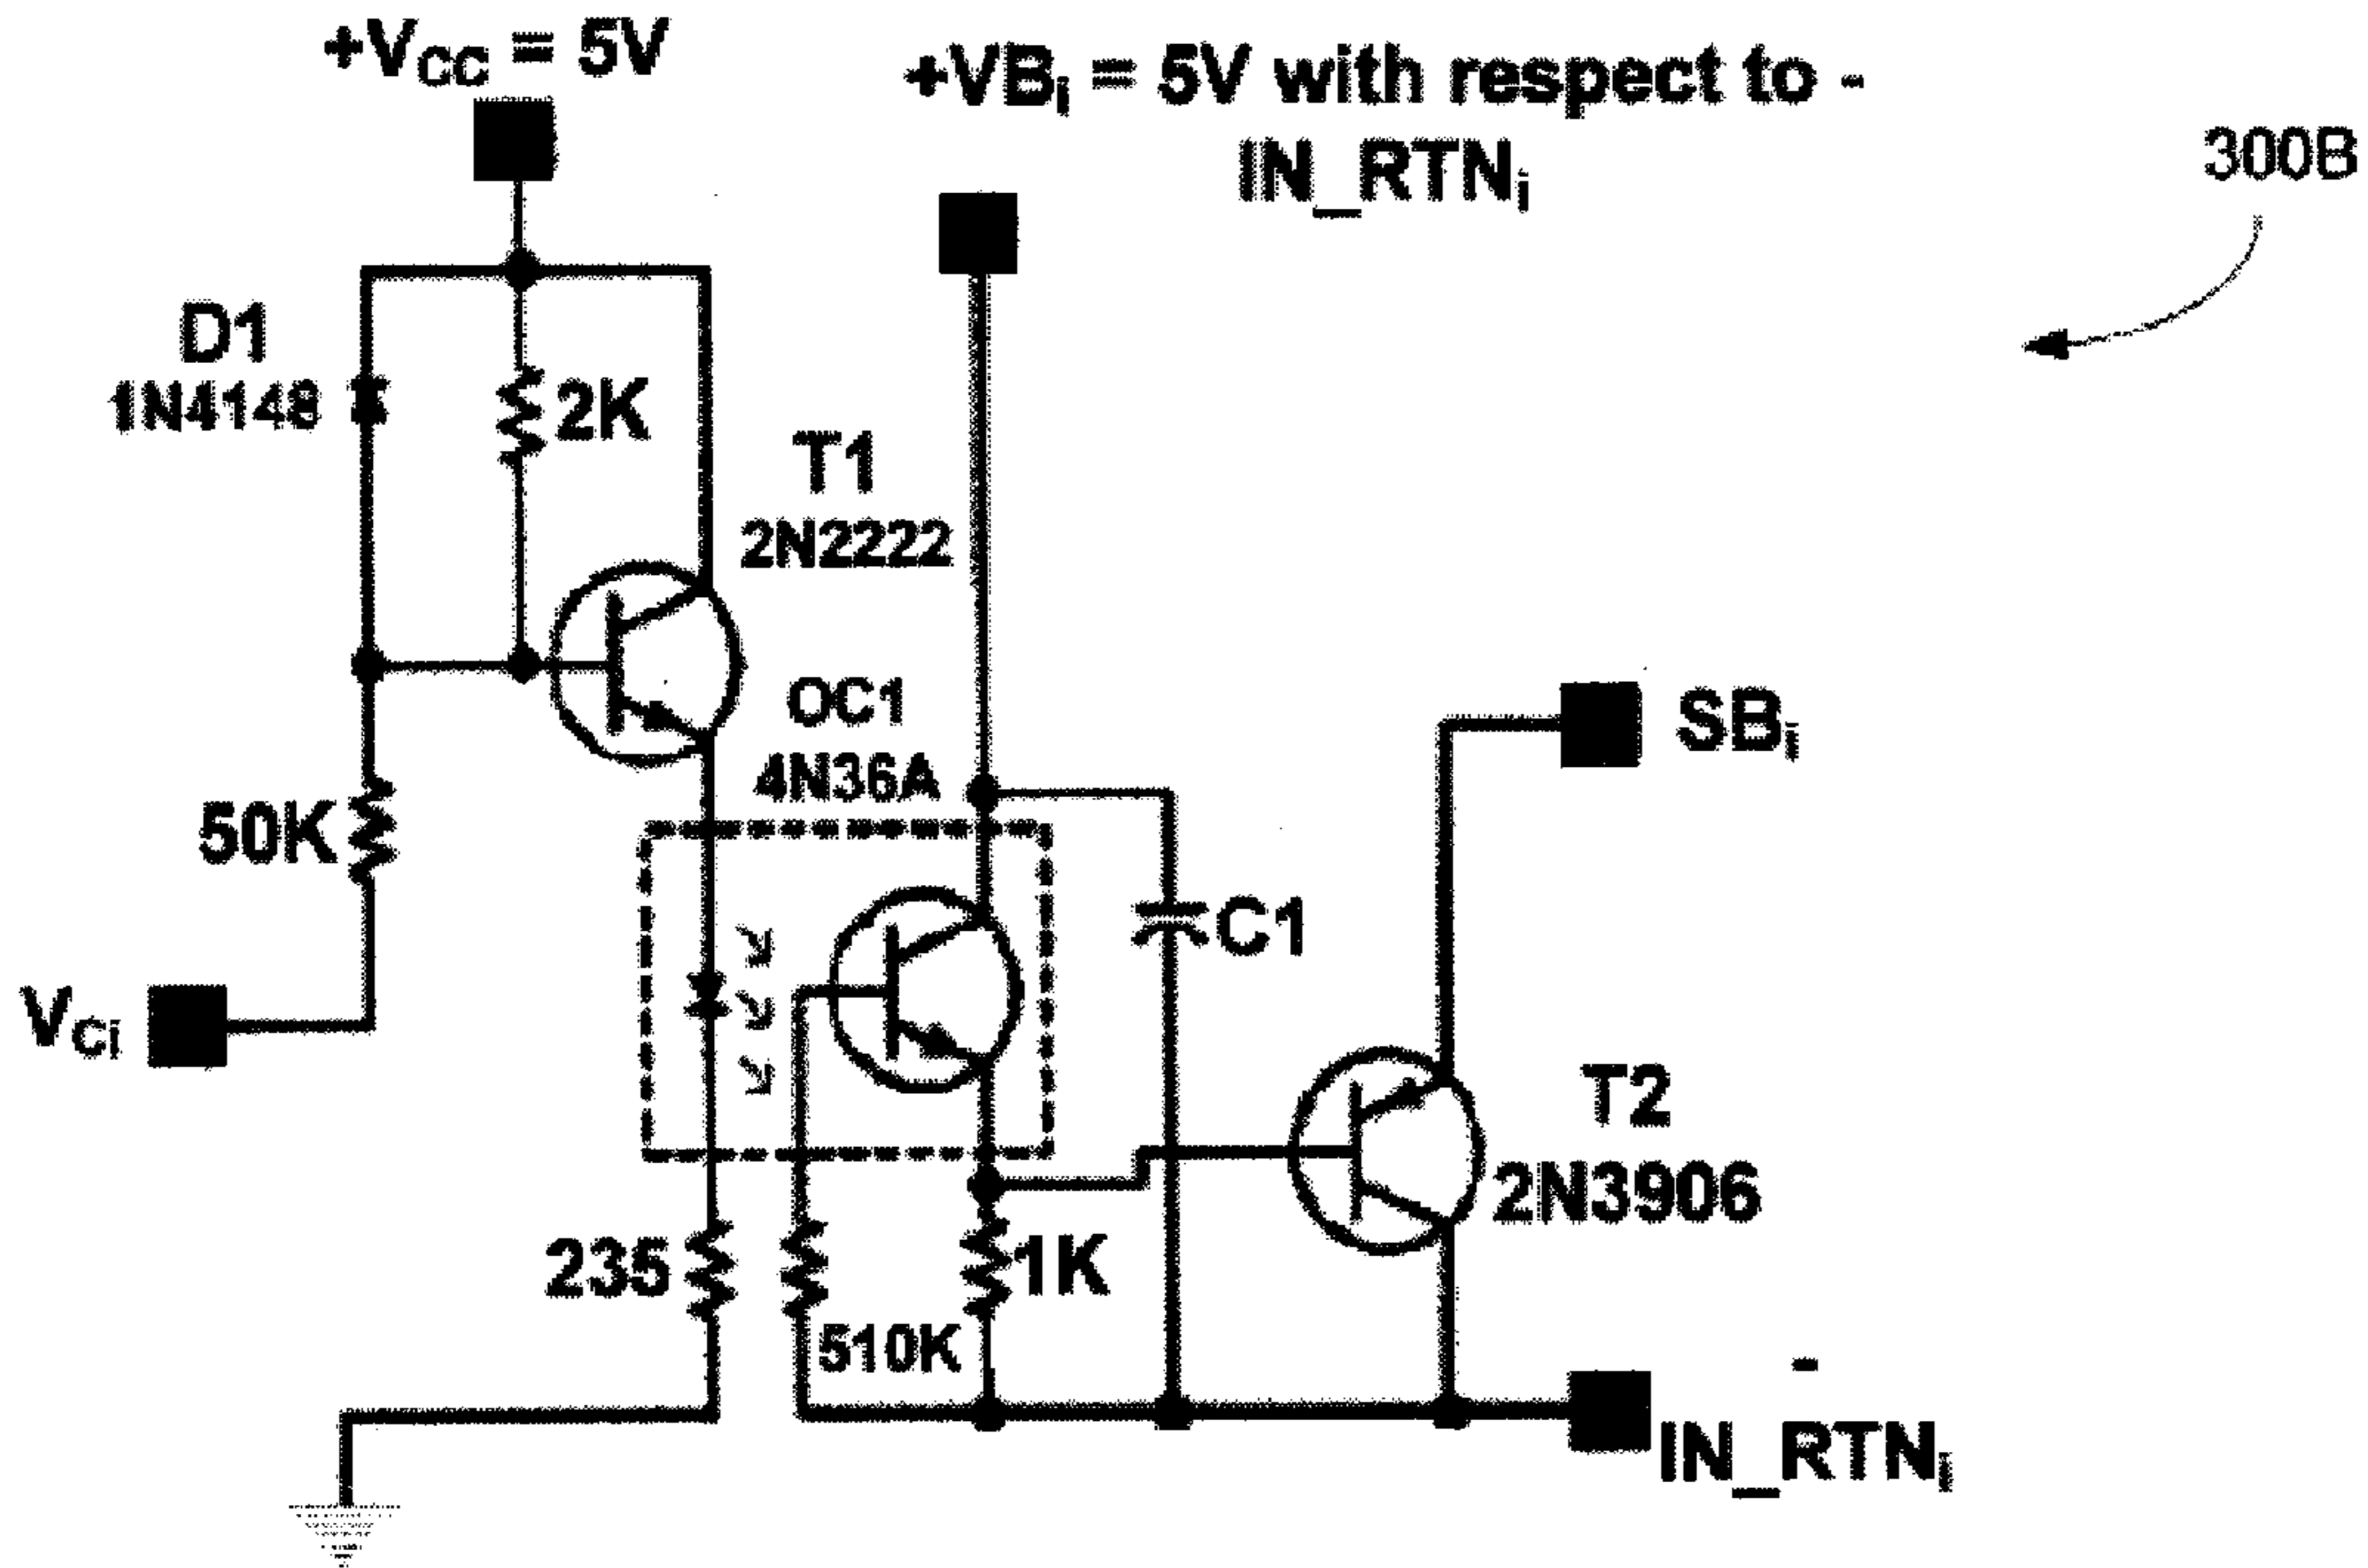 +VCC = 5V
+VBi = 5V with respect to -
IN_RTNi
300B
D1
1N4148
2K
T1
2N2222
OC1
4N36A
SBi
50K
C1
VCi
T2
2N3906
235
1K
510K
-
IN_RTNi